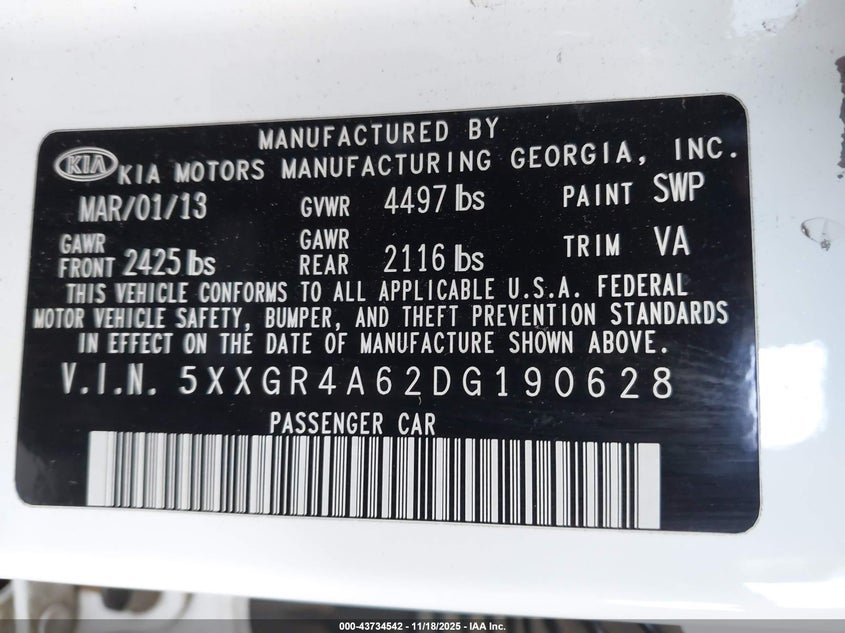 MANUFACTURED BY
KIA KIA MOTORS MANUFACTURING GEORGIA, INC.
MAR/01/13 GVWR 4497 lbs PAINT SWP
GAWR FRONT 2425 lbs GAWR REAR 2116 lbs TRIM VA
THIS VEHICLE CONFORMS TO ALL APPLICABLE U.S.A. FEDERAL
MOTOR VEHICLE SAFETY, BUMPER, AND THEFT PREVENTION STANDARDS
IN EFFECT ON THE DATE OF MANUFACTURE SHOWN ABOVE.
V.I.N. 5XXGR4A62DG190628
PASSENGER CAR
000-43734542 - 11/18/2025 - IAA Inc.